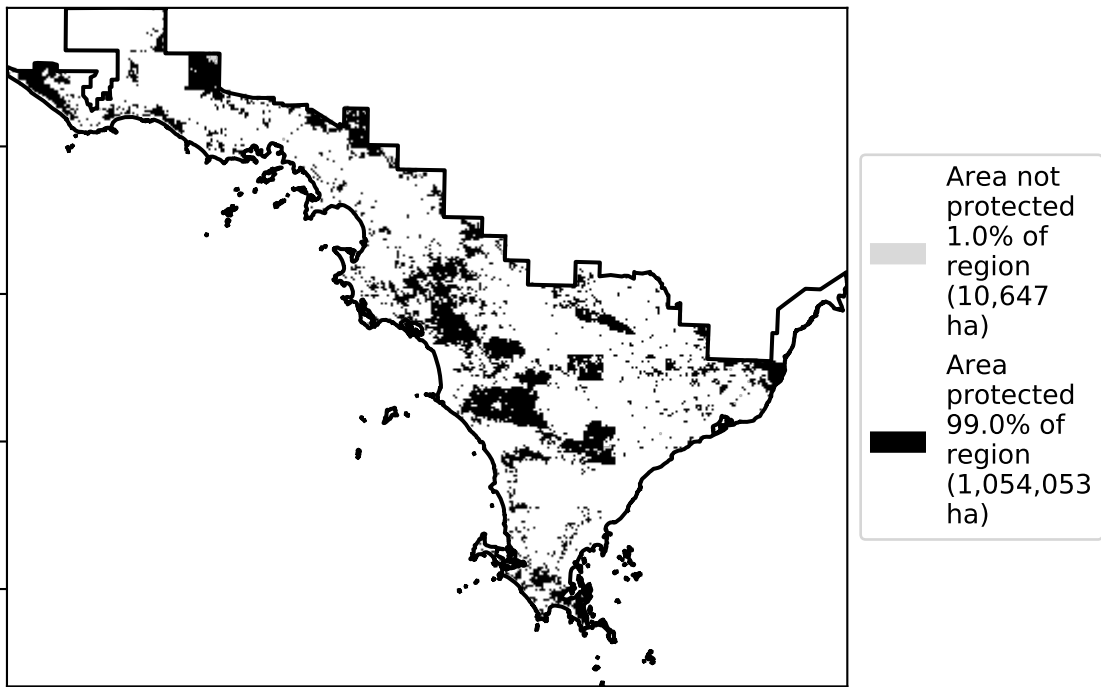 Area not
protected
1.0% of
region
(10,647
ha)
Area
protected
99.0% of
region
(1,054,053
ha)